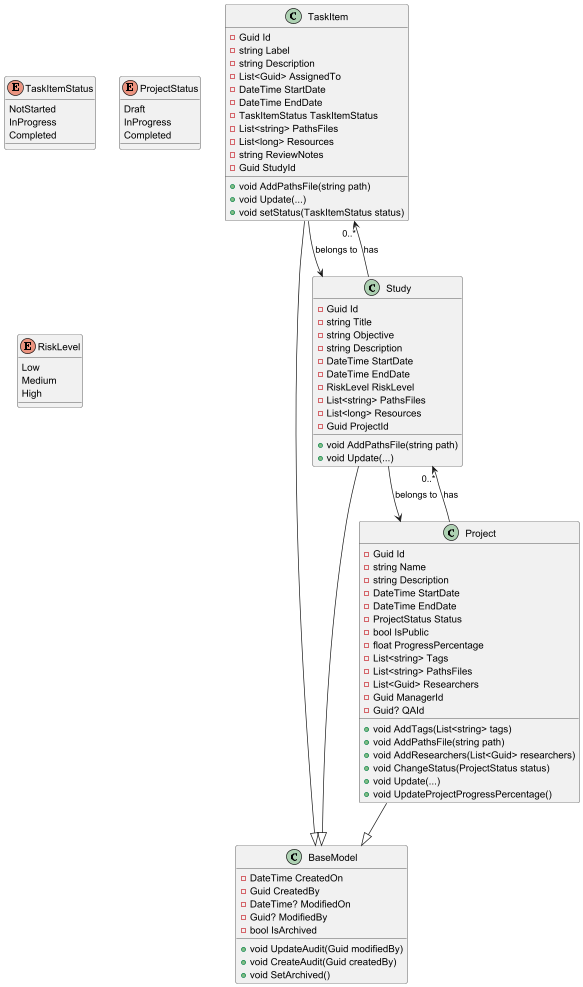 C TaskItem
Guid Id
string Label
string Description
List<Guid> AssignedTo
DateTime StartDate
DateTime EndDate
TaskItemStatus TaskItemStatus
List<string> PathsFiles
List<long> Resources
string ReviewNotes
Guid StudyId
void AddPathsFile(string path)
void Update(...)
void setStatus(TaskItemStatus status)
E TaskItemStatus
NotStarted
InProgress
Completed
E ProjectStatus
Draft
InProgress
Completed
0..*
belongs to
has
E RiskLevel
Low
Medium
High
C Study
Guid Id
string Title
string Objective
string Description
DateTime StartDate
DateTime EndDate
RiskLevel RiskLevel
List<string> PathsFiles
List<long> Resources
Guid ProjectId
void AddPathsFile(string path)
void Update(...)
0..*
belongs to
has
C Project
Guid Id
string Name
string Description
DateTime StartDate
DateTime EndDate
ProjectStatus Status
bool IsPublic
float ProgressPercentage
List<string> Tags
List<string> PathsFiles
List<Guid> Researchers
Guid ManagerId
Guid? QAId
void AddTags(List<string> tags)
void AddPathsFile(string path)
void AddResearchers(List<Guid> researchers)
void ChangeStatus(ProjectStatus status)
void Update(...)
void UpdateProjectProgressPercentage()
C BaseModel
DateTime CreatedOn
Guid CreatedBy
DateTime? ModifiedOn
Guid? ModifiedBy
bool IsArchived
void UpdateAudit(Guid modifiedBy)
void CreateAudit(Guid createdBy)
void SetArchived()